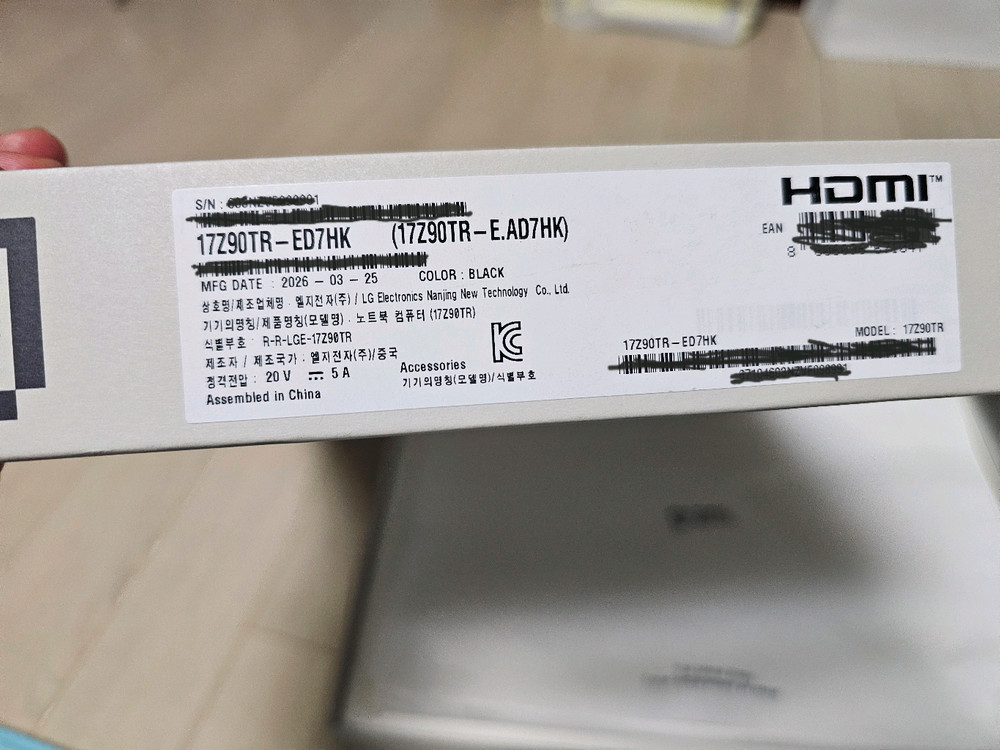 S/N :
17Z90TR-ED7HK (17Z90TR-E.AD7HK)
MFG DATE : 2026 - 03 - 25 COLOR : BLACK
상호명/제조업체명 . 엘지전자(주) / LG Electronics Nanjing New Technology Co., Ltd.
기기의명칭/제품명칭(모델명) . 노트북 컴퓨터 (17Z90TR)
식별부호 R-R-LGE-17Z90TR
제조자 / 제조국가 : 엘지전자(주)/중국
정격전압 : 20 V ⎓ 5 A
Assembled in China
Accessories
기기의명칭(모델명)/식별부호
HDMI™
EAN
8
MODEL : 17Z90TR
17Z90TR-ED7HK